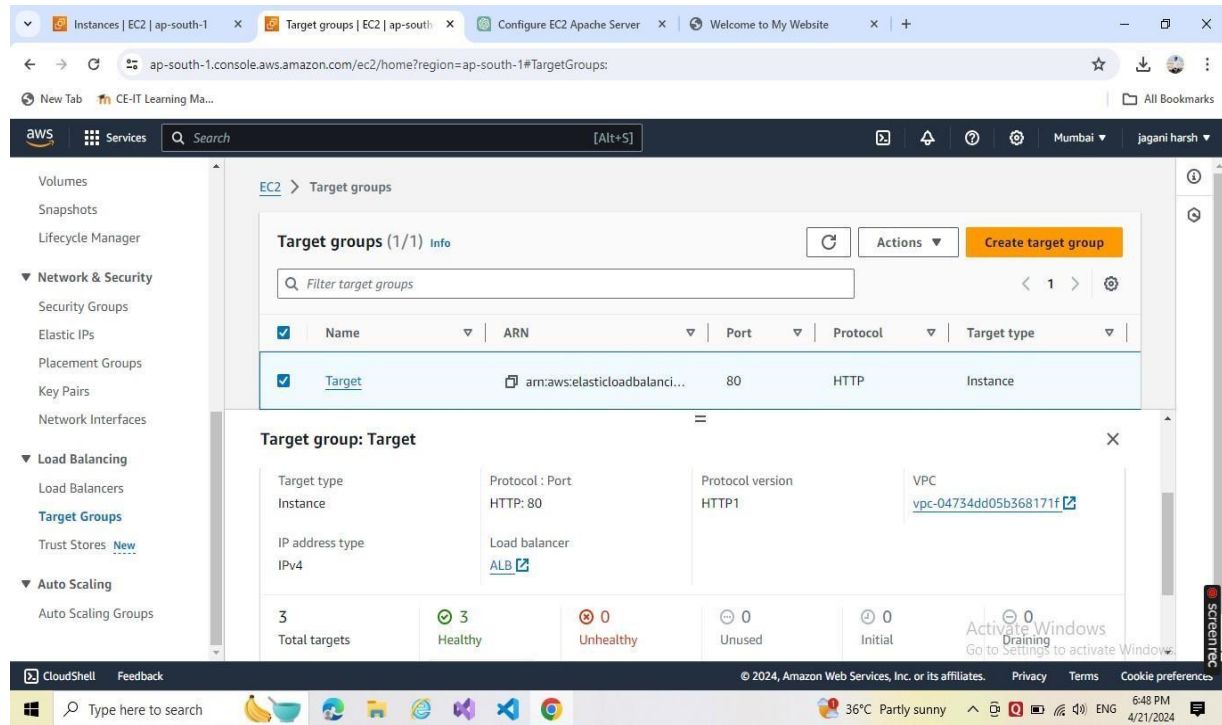 Instances | EC2 | ap-south-1
Target groups | EC2 | ap-south
Configure EC2 Apache Server
Welcome to My Website
ap-south-1.console.aws.amazon.com/ec2/home?region=ap-south-1#TargetGroups:
New Tab
CE-IT Learning Ma...
All Bookmarks
aws
Services
Search
[Alt+S]
Mumbai
jagani harsh
Volumes
Snapshots
Lifecycle Manager
Network & Security
Security Groups
Elastic IPs
Placement Groups
Key Pairs
Network Interfaces
Load Balancing
Load Balancers
Target Groups
Trust Stores New
Auto Scaling
Auto Scaling Groups
EC2 > Target groups
Target groups (1/1) Info
Actions
Create target group
Filter target groups
1
Name ARN Port Protocol Target type
Target arn:aws:elasticloadbalanci... 80 HTTP Instance
Target group: Target
Target type Protocol : Port Protocol version VPC
Instance HTTP: 80 HTTP1 vpc-04734dd05b368171f
IP address type Load balancer
IPv4 ALB
3 3 0 0 0 0
Total targets Healthy Unhealthy Unused Initial Draining
Activate Windows
Go to Settings to activate Windows.
screenrec
CloudShell Feedback © 2024, Amazon Web Services, Inc. or its affiliates. Privacy Terms Cookie preferences
Type here to search
36°C Partly sunny
ENG
6:48 PM
4/21/2024